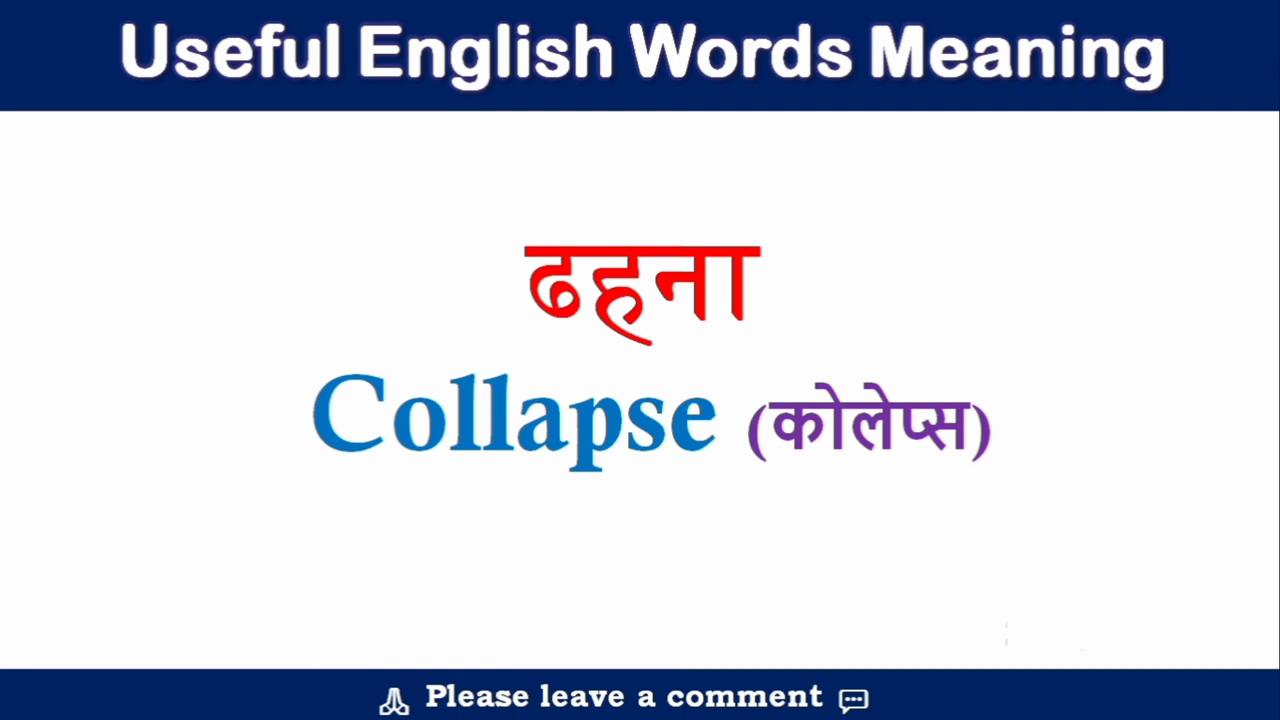 Useful English Words Meaning
ढहना
Collapse (कोलेप्स)
Please leave a comment